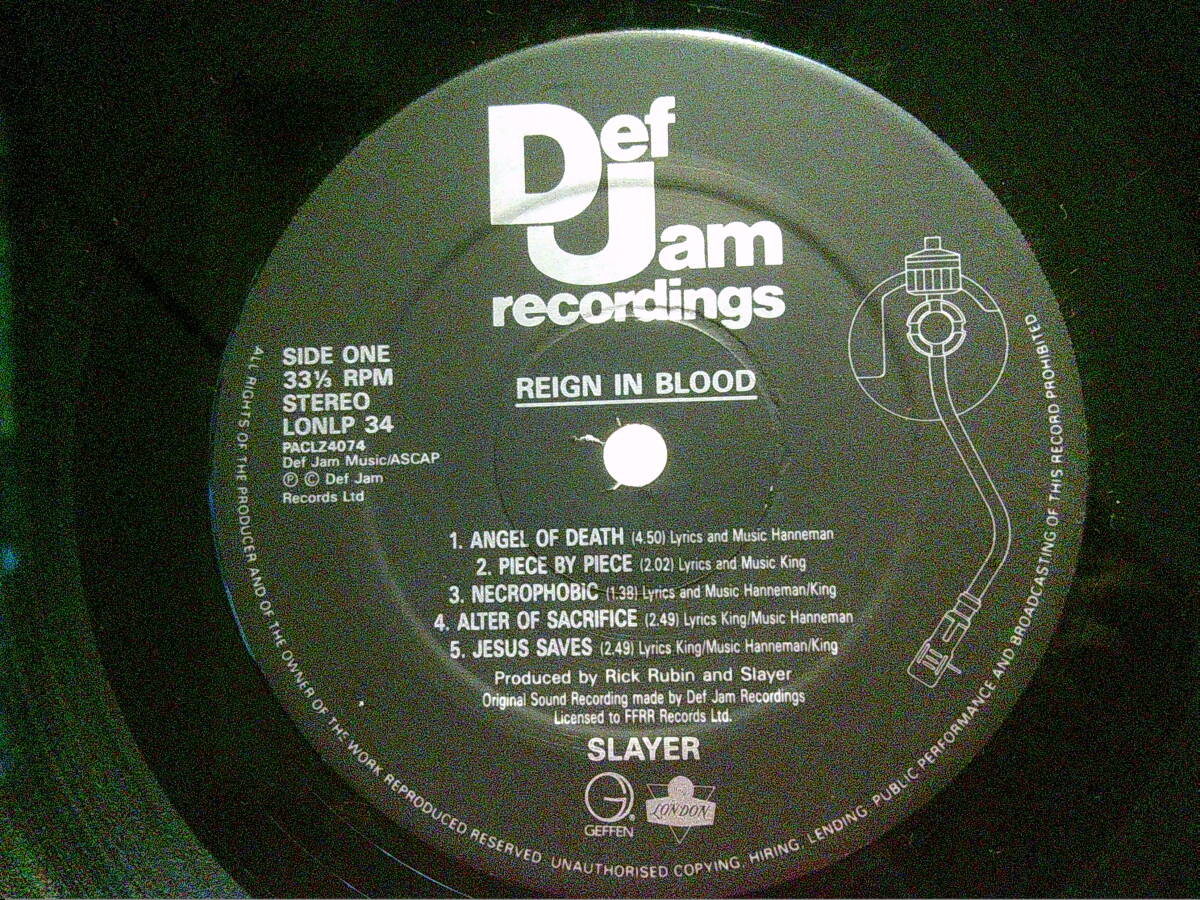 Def
Jam
recordings
SIDE ONE
33⅓ RPM
STEREO
LONLP 34
PACLZ4074
Def Jam Music/ASCAP
Ⓟ © Def Jam
Records Ltd
REIGN IN BLOOD
1. ANGEL OF DEATH (4.50) Lyrics and Music Hanneman
2. PIECE BY PIECE (2.02) Lyrics and Music King
3. NECROPHOBIC (1.38) Lyrics and Music Hanneman/King
4. ALTER OF SACRIFICE (2.49) Lyrics King/Music Hanneman
5. JESUS SAVES (2.49) Lyrics King/Music Hanneman/King
Produced by Rick Rubin and Slayer
Original Sound Recording made by Def Jam Recordings
Licensed to FFRR Records Ltd.
SLAYER
G®
GEFFEN
LONDON
ALL RIGHTS OF THE PRODUCER AND OF THE OWNER OF THE WORK REPRODUCED RESERVED. UNAUTHORISED COPYING, HIRING, LENDING, PUBLIC PERFORMANCE AND BROADCASTING OF THIS RECORD PROHIBITED